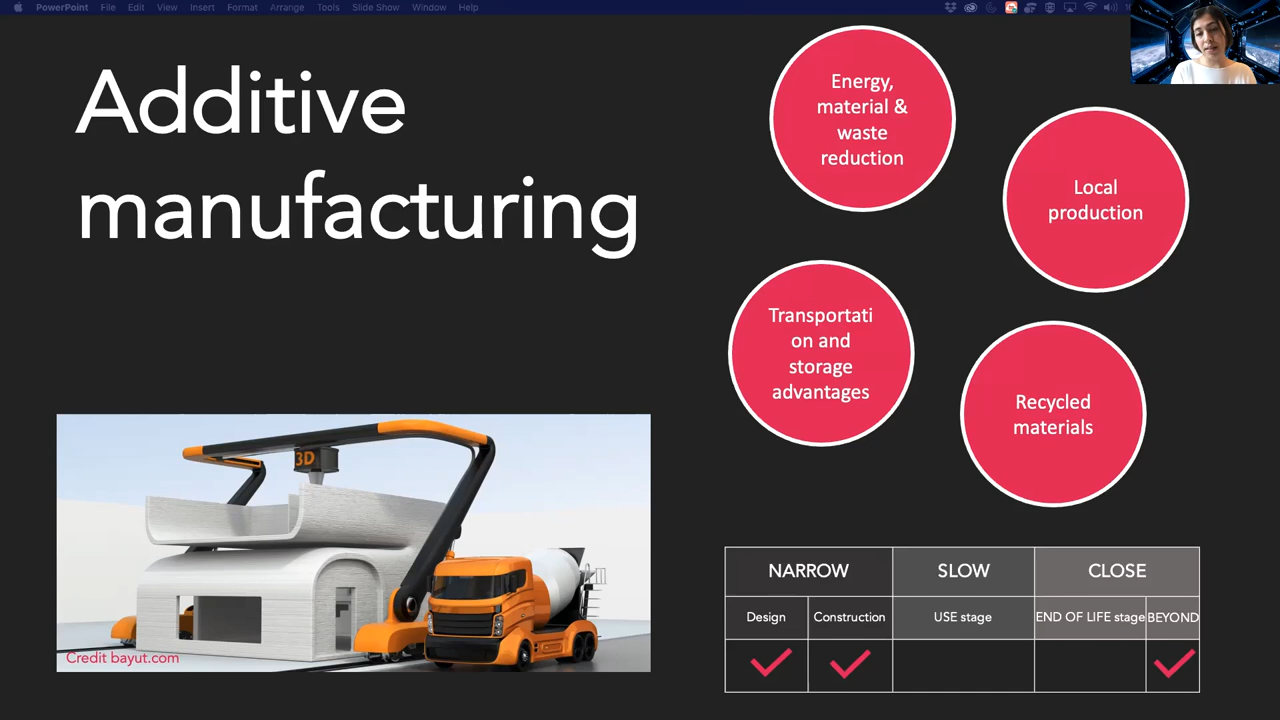 PowerPoint File Edit View Insert Format Arrange Tools Slide Show Window Help
Additive
manufacturing
Energy,
material &
waste
reduction
Local
production
Transportati
on and
storage
advantages
Recycled
materials
3D
Credit bayut.com
NARROW SLOW CLOSE
Design Construction USE stage END OF LIFE stage BEYOND